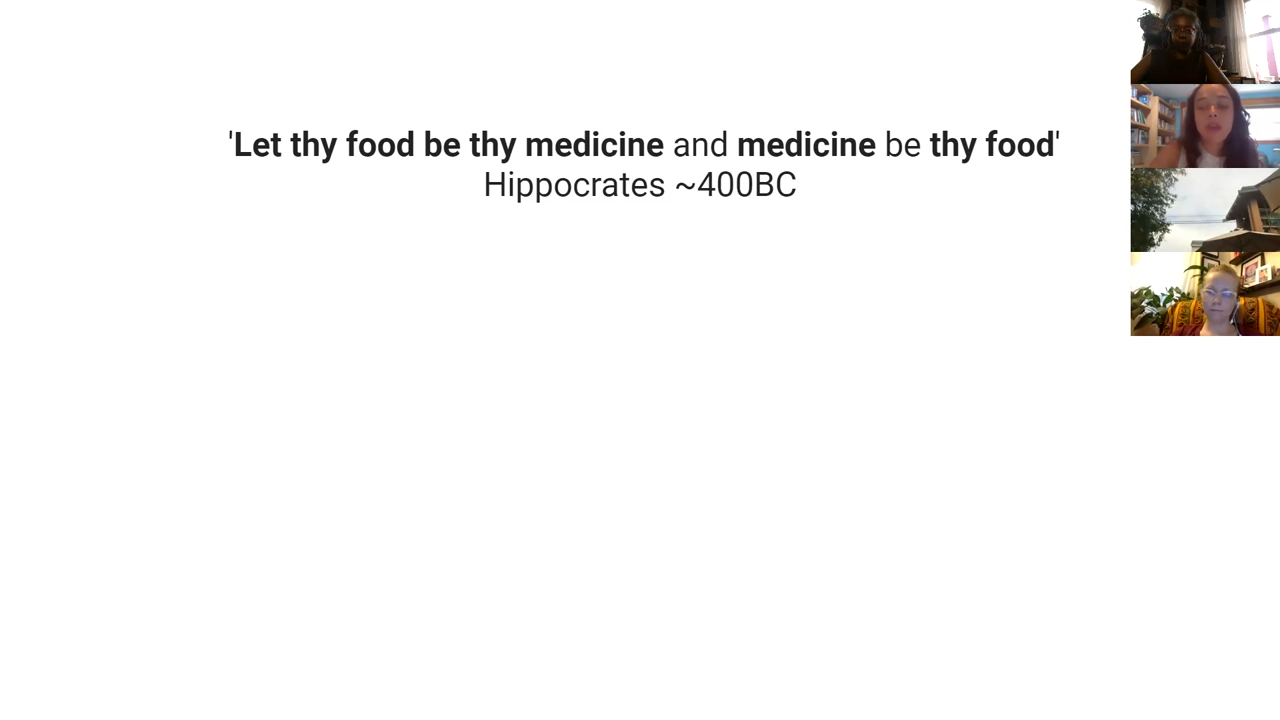 'Let thy food be thy medicine and medicine be thy food'
Hippocrates ~400BC